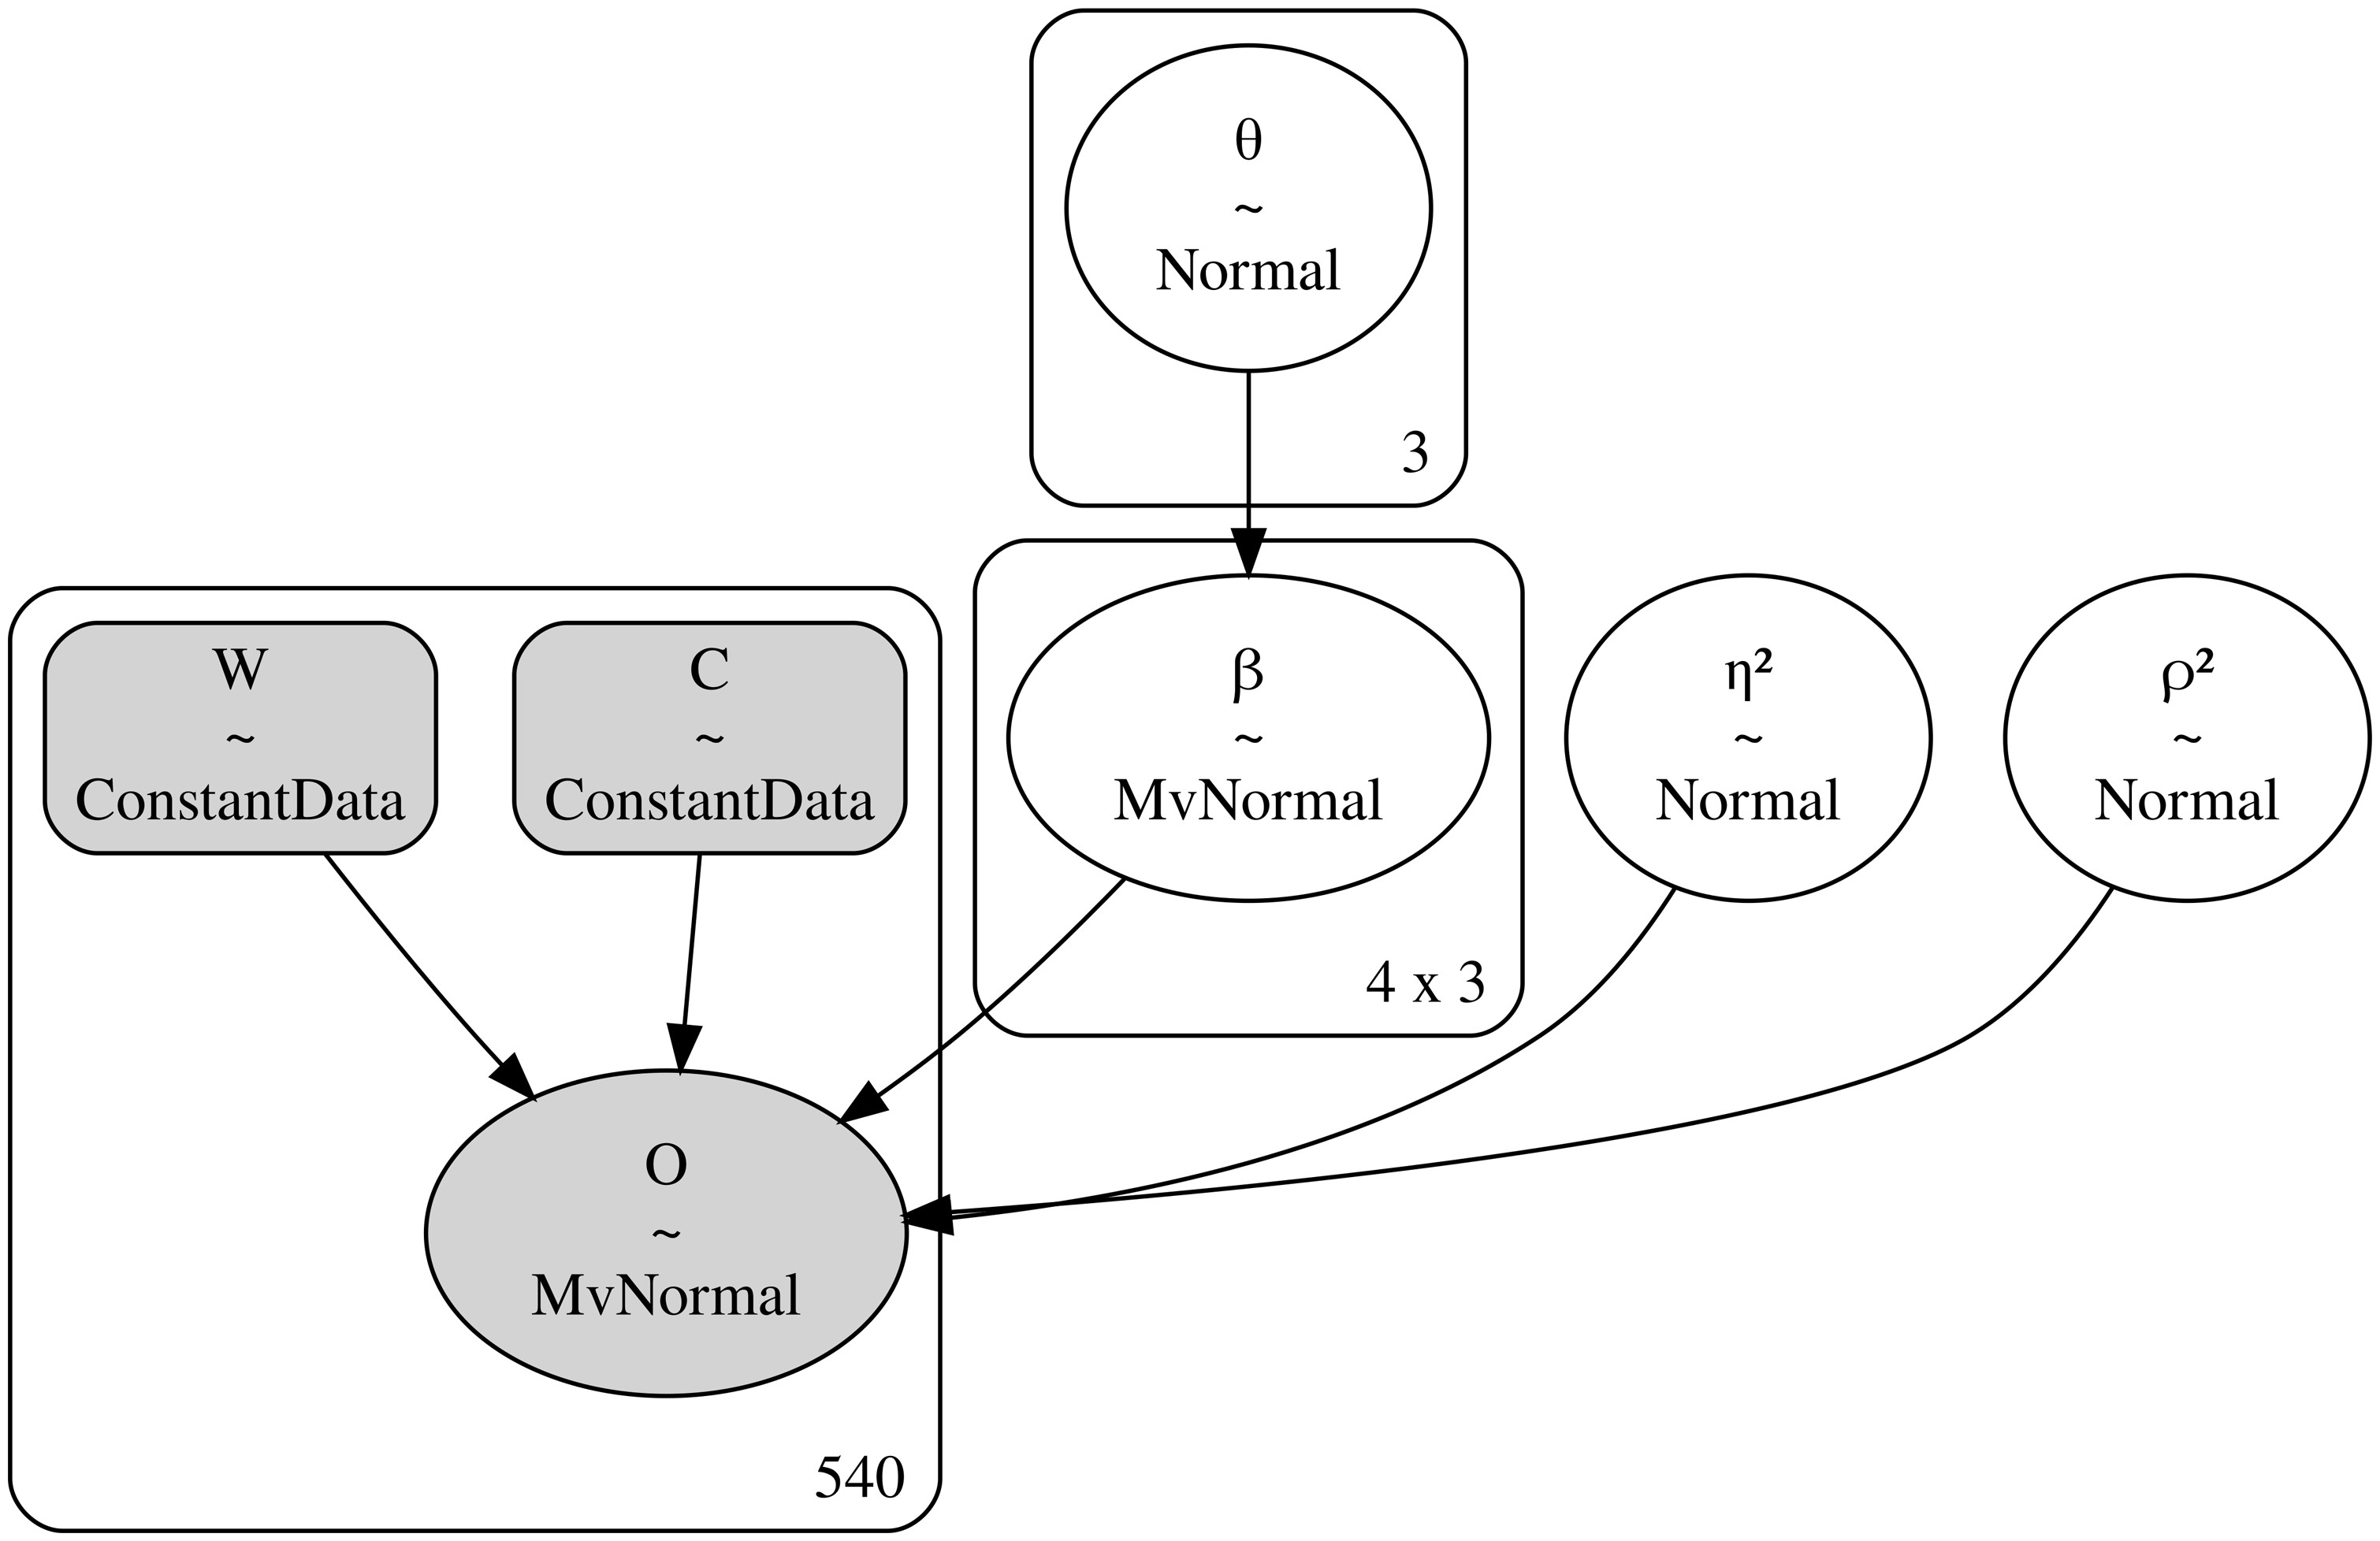 θ
~
Normal
3
W
~
ConstantData
C
~
ConstantData
β
~
MvNormal
4 x 3
η²
~
Normal
ρ²
~
Normal
O
~
MvNormal
540